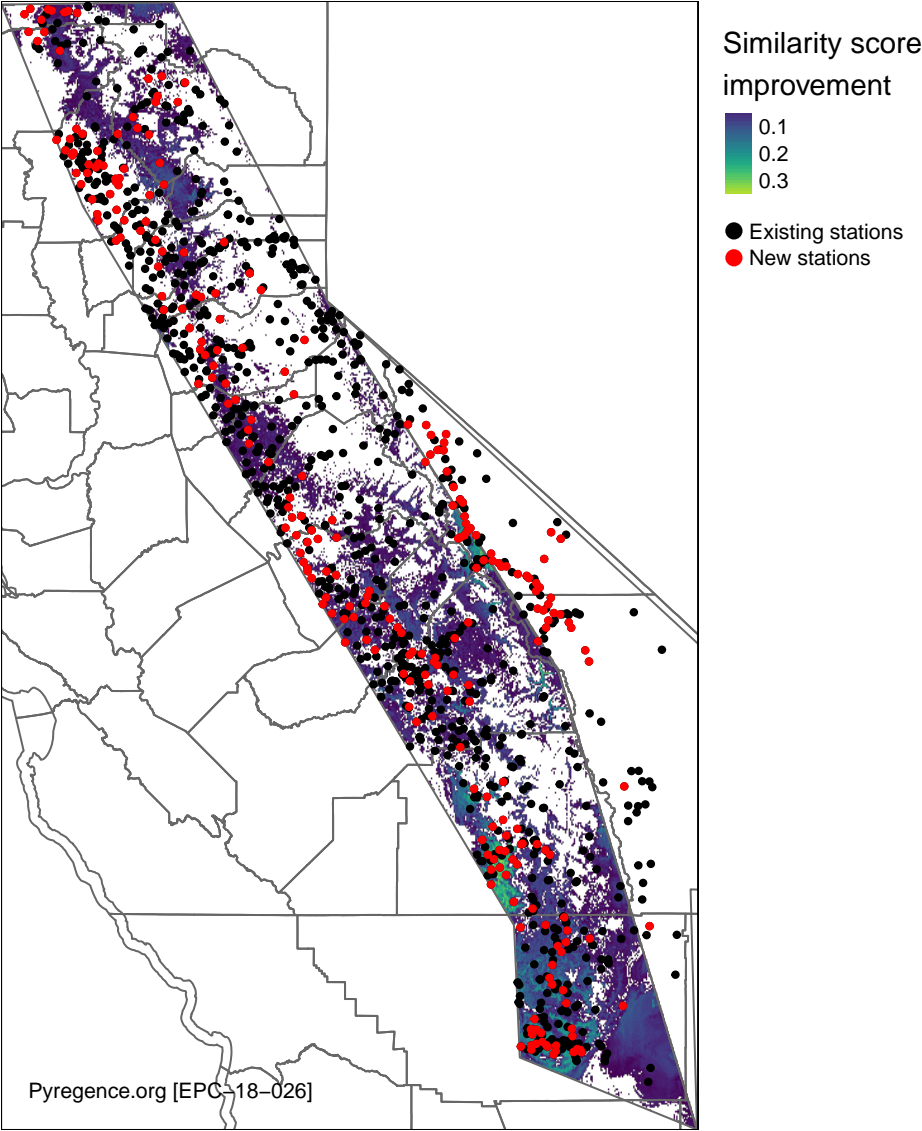 Similarity score
improvement
0.1
0.2
0.3
Existing stations
New stations
Pyregence.org [EPC−18−026]